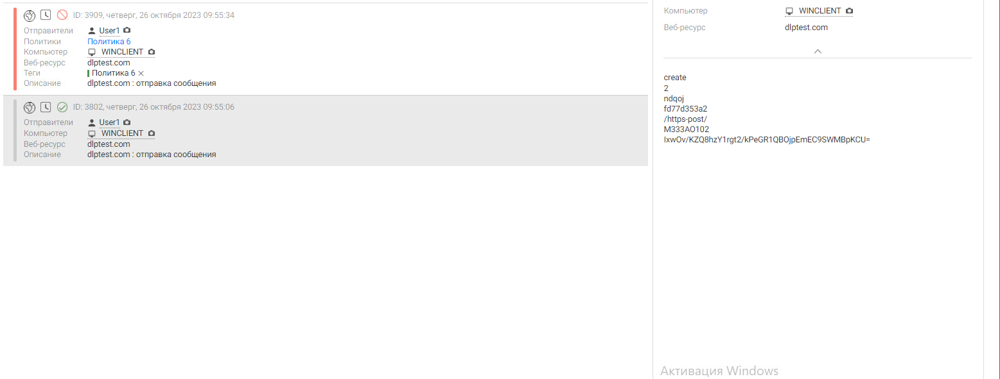 ID: 3909, четверг, 26 октября 2023 09:55:34
Отправители User1
Политики Политика 6
Компьютер WINCLIENT
Веб-ресурс dlptest.com
Теги Политика 6 ×
Описание dlptest.com : отправка сообщения
ID: 3802, четверг, 26 октября 2023 09:55:06
Отправители User1
Компьютер WINCLIENT
Веб-ресурс dlptest.com
Описание dlptest.com : отправка сообщения
Компьютер WINCLIENT
Веб-ресурс dlptest.com
create
2
ndqoj
fd77d353a2
/https-post/
M333AO102
IxwOv/KZQ8hzY1rgt2/kPeGR1QBOjpEmEC9SWMBpKCU=
Активация Windows